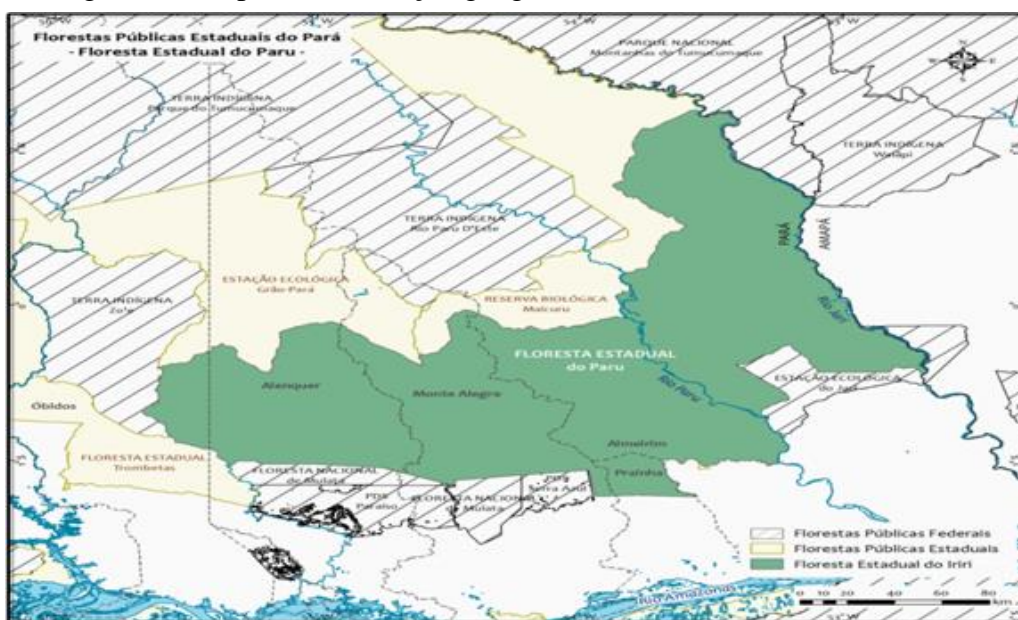 Florestas Públicas Estaduais do Pará
- Floresta Estadual do Paru -
PARQUE NACIONAL
Montanhas do Tumucumaque
N
W E
S
TERRA INDÍGENA
Parque do Tumucumaque
TERRA INDÍGENA
Waiãpi
TERRA INDÍGENA
Rio Paru D'Este
PARÁ
AMAPÁ
ESTAÇÃO ECOLÓGICA
Grão-Pará
TERRA INDÍGENA
Zo'e
RESERVA BIOLÓGICA
Maicuru
Rio Jari
FLORESTA ESTADUAL
do Paru
Rio Paru
ESTAÇÃO ECOLÓGICA
do Jari
Alenquer
Monte Alegre
Óbidos
Almeirim
FLORESTA ESTADUAL
Trombetas
Prainha
FLORESTA NACIONAL
de Mulata
PDS
Serra Azul
PDS
Paraíso
FLORESTA NACIONAL
de Mulata
Florestas Públicas Federais
Florestas Públicas Estaduais
Floresta Estadual do Iriri
Rio Amazonas
0 10 20 40 60 80
km